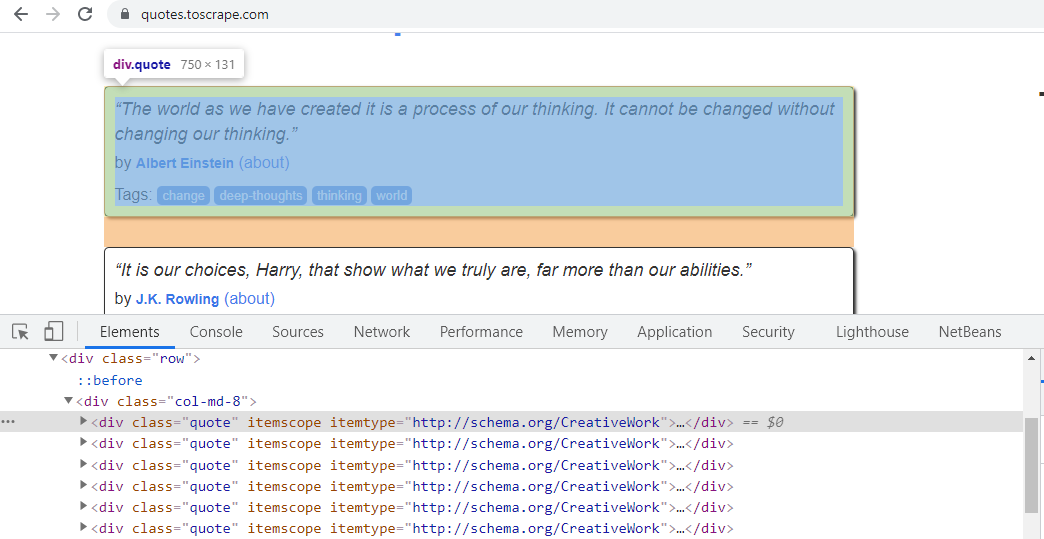 quotes.toscrape.com
div.quote 750 × 131
“The world as we have created it is a process of our thinking. It cannot be changed without
changing our thinking.”
by Albert Einstein (about)
Tags: change deep-thoughts thinking world
“It is our choices, Harry, that show what we truly are, far more than our abilities.”
by J.K. Rowling (about)
Elements Console Sources Network Performance Memory Application Security Lighthouse NetBeans
<div class="row">
::before
<div class="col-md-8">
<div class="quote" itemscope itemtype="http://schema.org/CreativeWork">…</div> == $0
<div class="quote" itemscope itemtype="http://schema.org/CreativeWork">…</div>
<div class="quote" itemscope itemtype="http://schema.org/CreativeWork">…</div>
<div class="quote" itemscope itemtype="http://schema.org/CreativeWork">…</div>
<div class="quote" itemscope itemtype="http://schema.org/CreativeWork">…</div>
<div class="quote" itemscope itemtype="http://schema.org/CreativeWork">…</div>